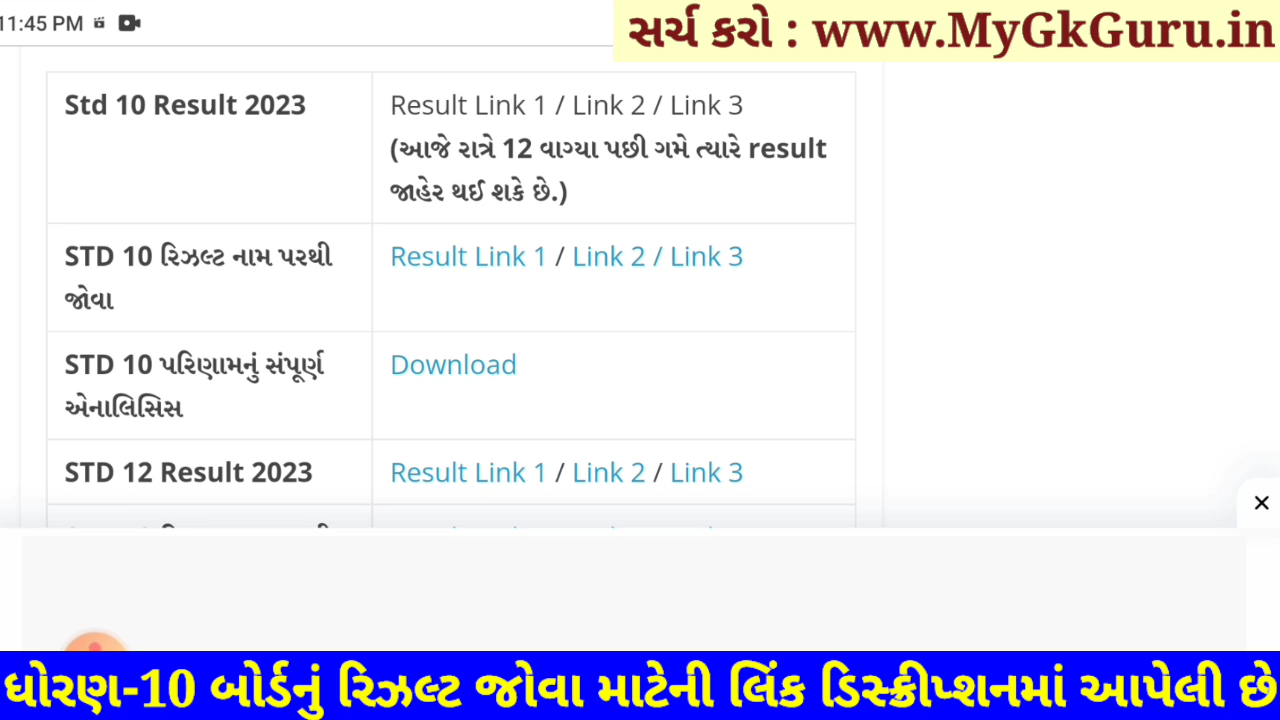 11:45 PM
સર્ચ કરો : www.MyGkGuru.in
Std 10 Result 2023
Result Link 1 / Link 2 / Link 3
(આજે રાત્રે 12 વાગ્યા પછી ગમે ત્યારે result
જાહેર થઈ શકે છે.)
STD 10 રિઝલ્ટ નામ પરથી
જોવા
Result Link 1 / Link 2 / Link 3
STD 10 પરિણામનું સંપૂર્ણ
એનાલિસિસ
Download
STD 12 Result 2023
Result Link 1 / Link 2 / Link 3
ધોરણ-10 બોર્ડનું રિઝલ્ટ જોવા માટેની લિંક ડિસ્ક્રીપ્શનમાં આપેલી છે